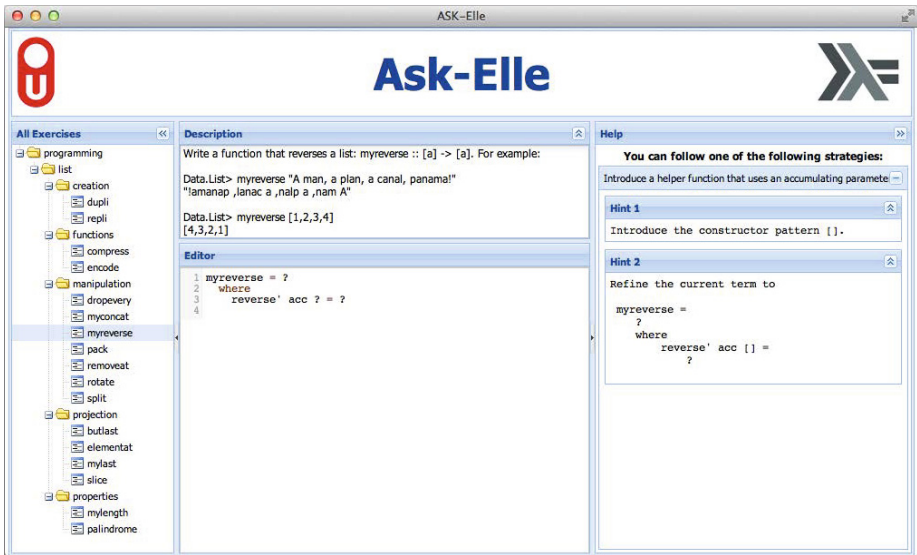 ASK-Elle
U
Ask-Elle
All Exercises
programming
list
creation
dupli
repli
functions
compress
encode
manipulation
dropevery
myconcat
myreverse
pack
removeat
rotate
split
projection
butlast
elementat
mylast
slice
properties
mylength
palindrome
Description
Write a function that reverses a list: myreverse :: [a] -> [a]. For example:
Data.List> myreverse "A man, a plan, a canal, panama!"
"!amanap ,lanac a ,nalp a ,nam A"
Data.List> myreverse [1,2,3,4]
[4,3,2,1]
Editor
1 myreverse = ?
2 where
3 reverse' acc ? = ?
4
Help
You can follow one of the following strategies:
Introduce a helper function that uses an accumulating paramete
Hint 1
Introduce the constructor pattern [].
Hint 2
Refine the current term to
myreverse =
?
where
reverse' acc [] =
?